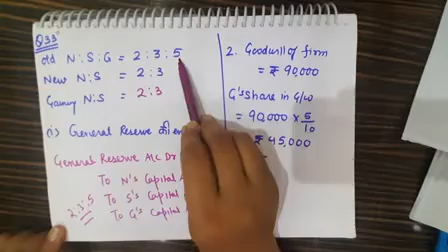 Q33
Old N:S:G = 2:3:5
New N:S = 2:3
Gaining N:S = 2:3
(1) General Reserve की
General Reserve A/C Dr
To N's Capital
To S's Capital
To G's Capital
2:3:5
2. Goodwill of firm
= ₹ 90,000
G's share in G/w
= 90,000 × 5/10
₹ 45,000